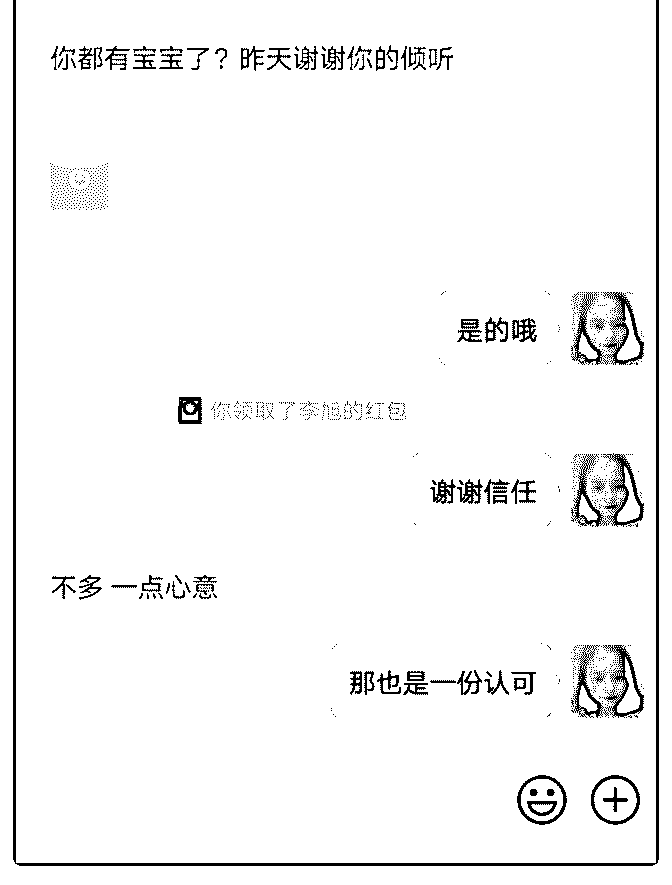 你都有宝宝了？昨天谢谢你的倾听
是的哦
你领取了李旭的红包
谢谢信任
不多 一点心意
那也是一份认可